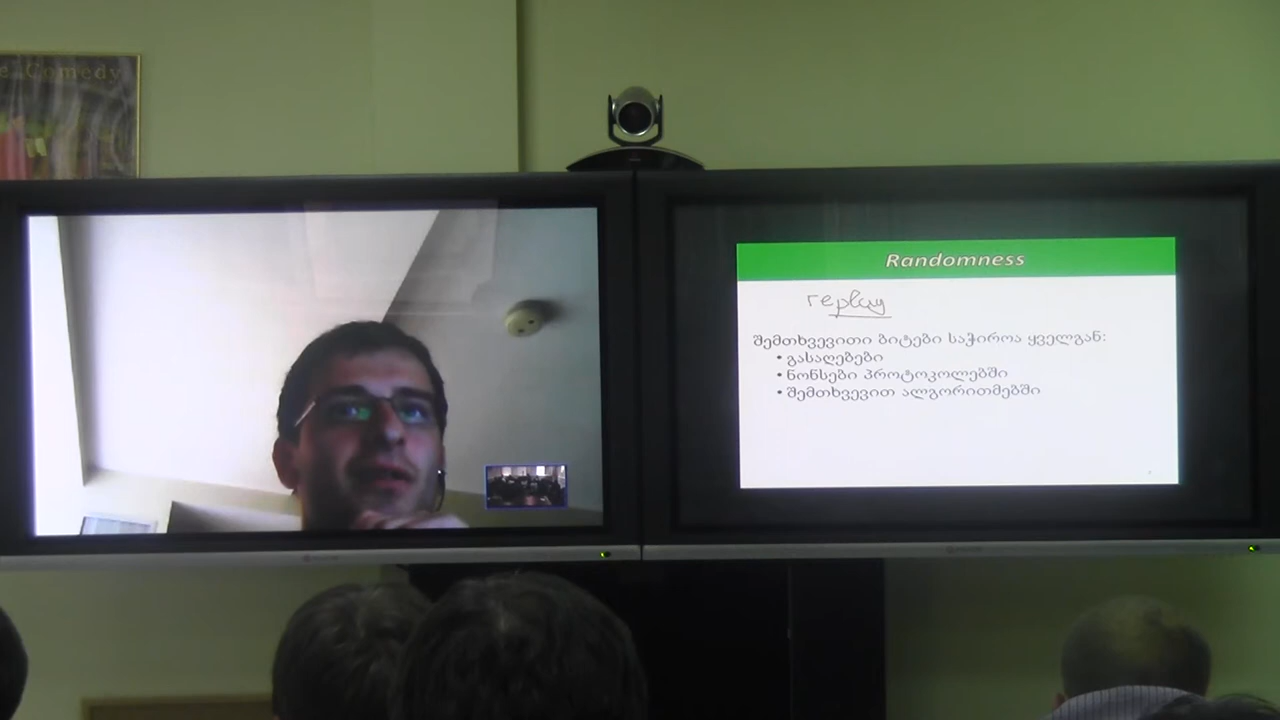 e Comedy
Randomness
replay
შემთხვევითი ბიტები საჭიროა ყველგან:
• გასაღებები
• ნონსები პროტოკოლებში
• შემთხვევით ალგორითმებში